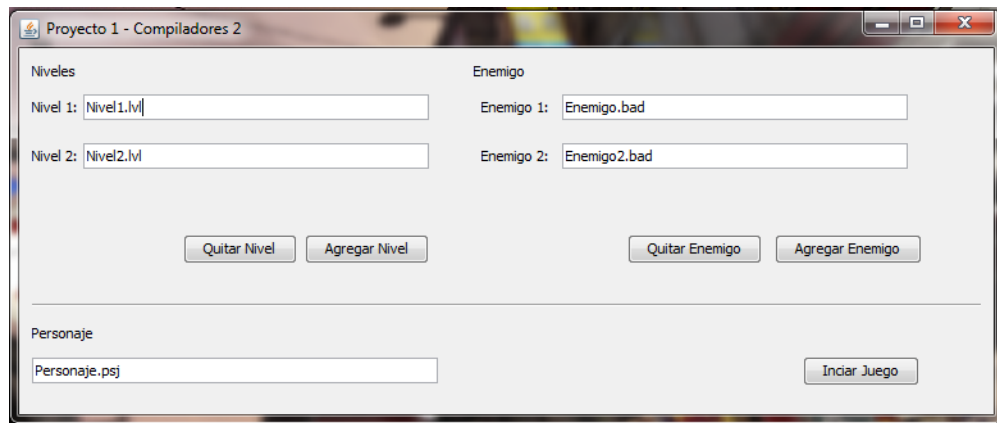 Proyecto 1 - Compiladores 2
Niveles
Nivel 1: Nivel1.lvl
Nivel 2: Nivel2.lvl
Quitar Nivel
Agregar Nivel
Enemigo
Enemigo 1: Enemigo.bad
Enemigo 2: Enemigo2.bad
Quitar Enemigo
Agregar Enemigo
Personaje
Personaje.psj
Inciar Juego